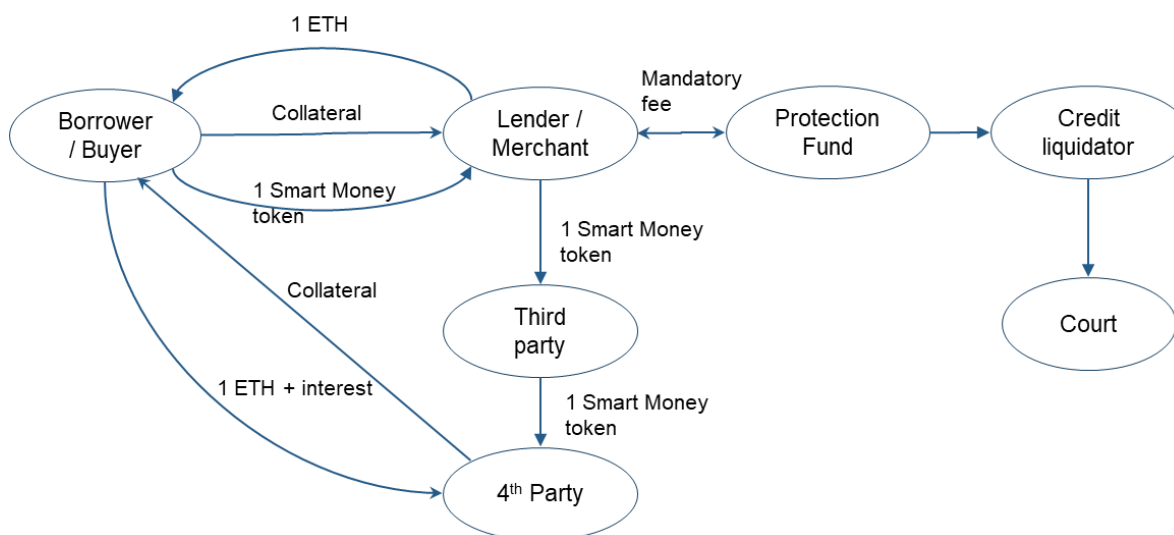 1 ETH
Mandatory
fee
Borrower
/ Buyer
Collateral
Lender /
Merchant
Protection
Fund
Credit
liquidator
1 Smart Money
token
1 Smart Money
token
Collateral
Third
party
Court
1 ETH + interest
1 Smart Money
token
4th Party